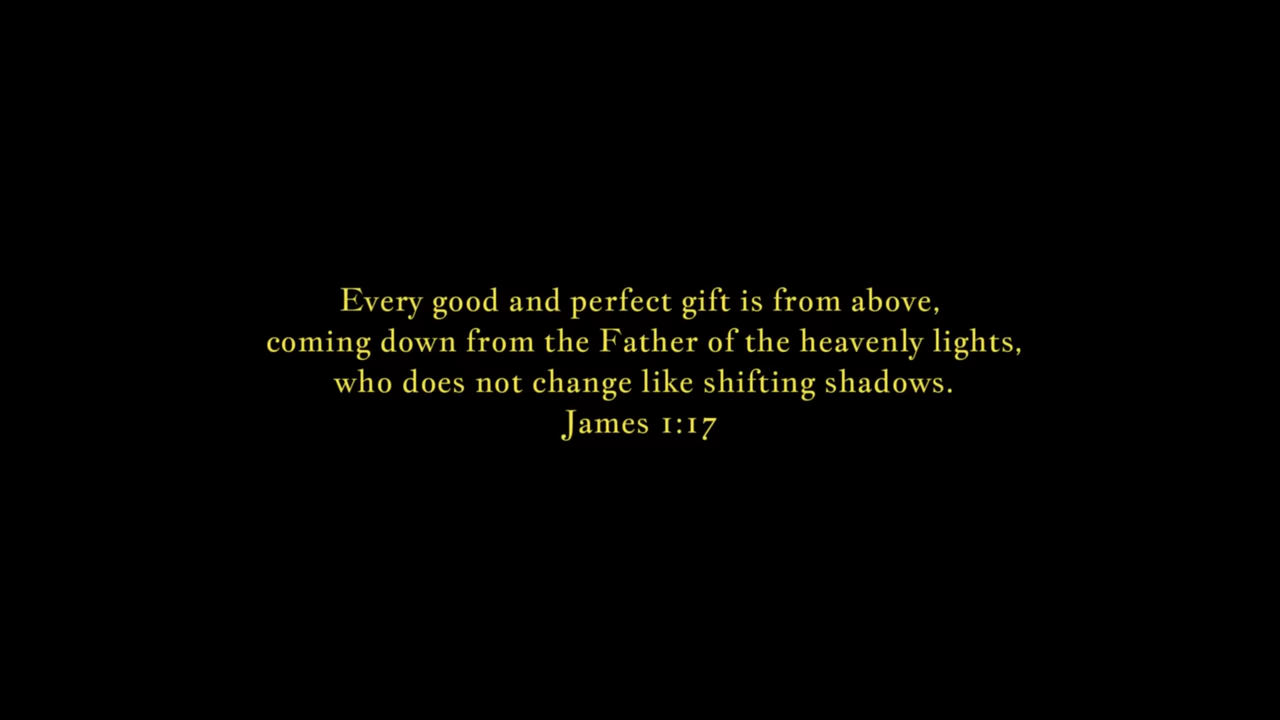 Every good and perfect gift is from above,
coming down from the Father of the heavenly lights,
who does not change like shifting shadows.
James 1:17